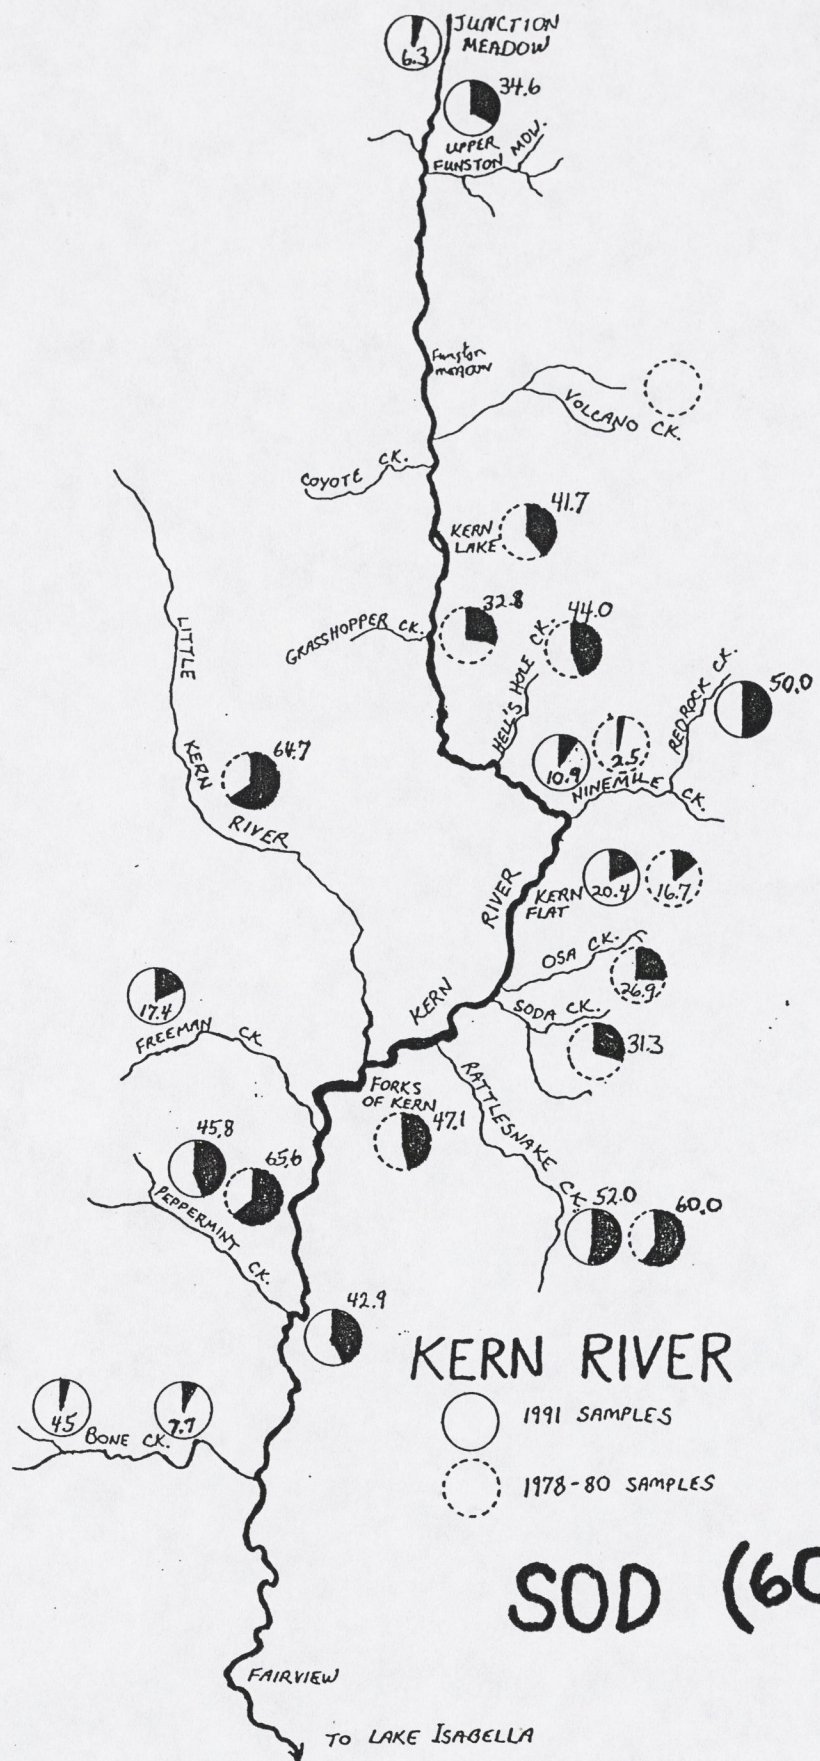 JUNCTION
MEADOW
6.3
34.6
UPPER
FUNSTON MDW.
Funston
meadow
VOLCANO CK.
COYOTE CK.
KERN
LAKE
41.7
GRASSHOPPER CK.
32.8
HELL'S HOLE CK.
44.0
REDROCK CK.
50.0
10.9
2.5
NINEMILE CK.
LITTLE KERN RIVER
64.7
KERN
FLAT
20.4
16.7
KERN RIVER
OSA CK.
26.9
SODA CK.
31.3
17.4
FREEMAN CK
FORKS
OF KERN
47.1
RATTLESNAKE CK.
52.0
60.0
45.8
65.6
PEPPERMINT CK.
42.9
45
7.7
BONE CK.
KERN RIVER
1991 SAMPLES
1978-80 SAMPLES
SOD (60
FAIRVIEW
TO LAKE ISABELLA